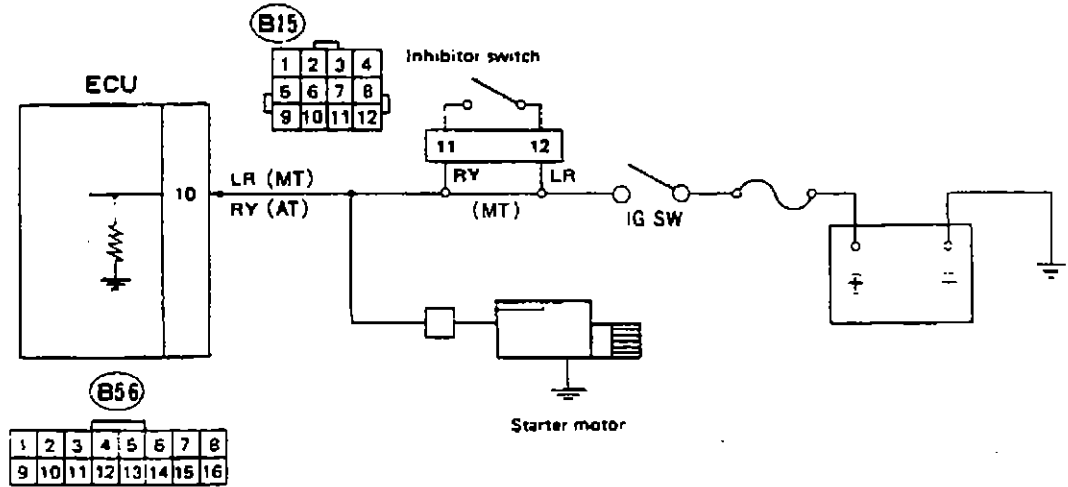 B15
1 2 3 4
5 6 7 8
9 10 11 12
Inhibitor switch
ECU
11 12
RY LR
10
LR (MT)
RY (AT)
(MT)
IG SW
+ −
Starter motor
B56
1 2 3 4 5 6 7 8
9 10 11 12 13 14 15 16